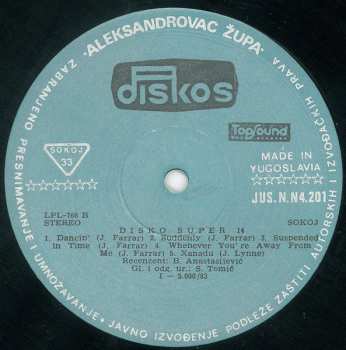 ·ALEKSANDROVAC ŽUPA·
ZABRANJENO PRESNIMAVANJE I UMNOŽAVANJE·
·JAVNO IZVOĐENJE PODLEŽE ZAŠTITI AUTORSKIH I IZVOĐAČKIH PRAVA
diskos
TopSound
SOKOJ
33
MADE IN
YUGOSLAVIA
JUS.N.N4.201
LPL-768 B
STEREO
SOKOJ
DISKO SUPER 14
1. Dancin' (J. Farrar) 2. Suddenly (J. Farrar) 3. Suspended
in Time (J. Farrar) 4. Whenever You're Away From
Me (J. Farrar) 5. Xanadu (J. Lynne)
Recenzent: B. Anastasijević
Gl. i odg. ur.: S. Tomić
I — 5.000/83